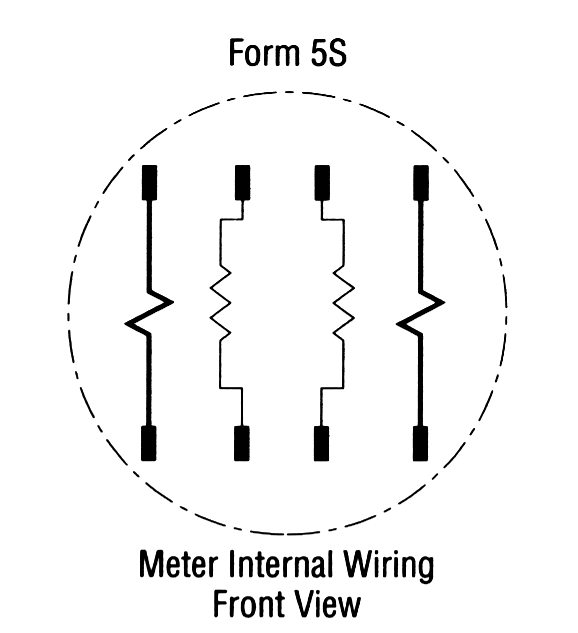 Form 5S
Meter Internal Wiring
Front View